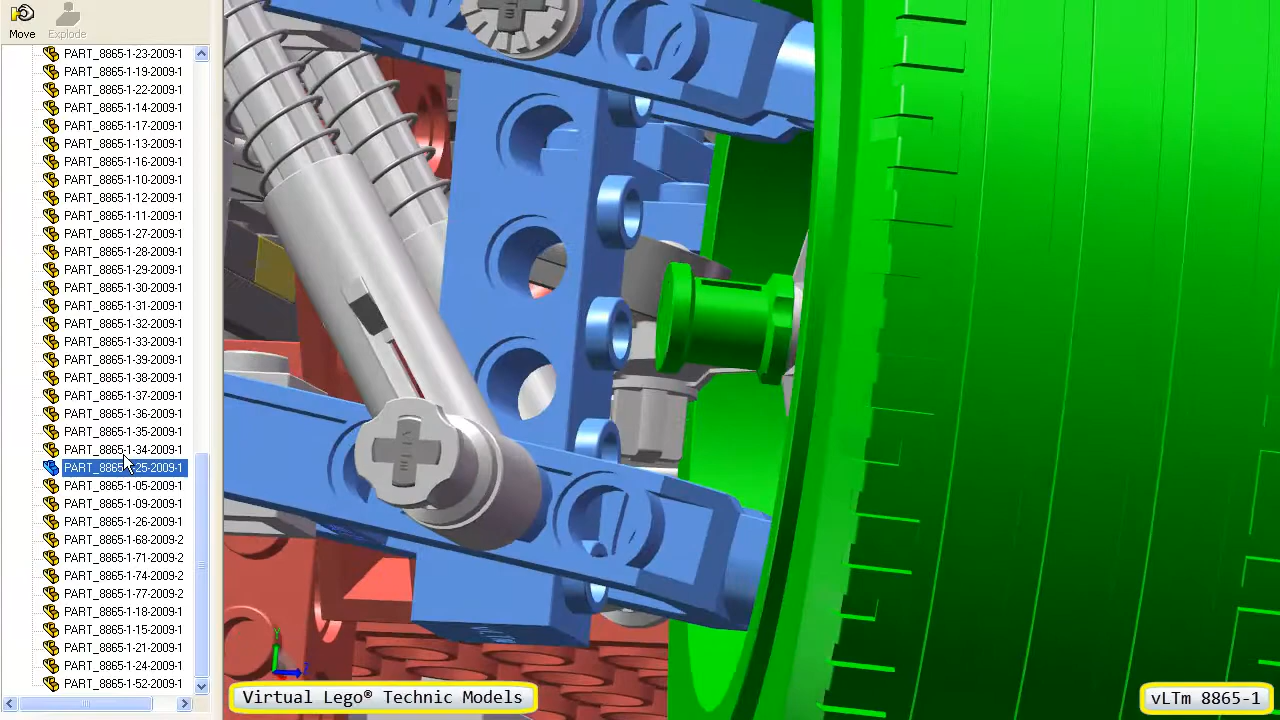 Move
Explode
PART_8865-1-23-2009-1
PART_8865-1-19-2009-1
PART_8865-1-22-2009-1
PART_8865-1-14-2009-1
PART_8865-1-17-2009-1
PART_8865-1-13-2009-1
PART_8865-1-16-2009-1
PART_8865-1-10-2009-1
PART_8865-1-12-2009-1
PART_8865-1-11-2009-1
PART_8865-1-27-2009-1
PART_8865-1-28-2009-1
PART_8865-1-29-2009-1
PART_8865-1-30-2009-1
PART_8865-1-31-2009-1
PART_8865-1-32-2009-1
PART_8865-1-33-2009-1
PART_8865-1-39-2009-1
PART_8865-1-38-2009-1
PART_8865-1-37-2009-1
PART_8865-1-36-2009-1
PART_8865-1-35-2009-1
PART_8865-1-34-2009-1
PART_8865-1-25-2009-1
PART_8865-1-05-2009-1
PART_8865-1-09-2009-1
PART_8865-1-26-2009-1
PART_8865-1-68-2009-2
PART_8865-1-71-2009-2
PART_8865-1-74-2009-2
PART_8865-1-77-2009-2
PART_8865-1-18-2009-1
PART_8865-1-15-2009-1
PART_8865-1-21-2009-1
PART_8865-1-24-2009-1
PART_8865-1-52-2009-1
Virtual Lego® Technic Models
vLTm 8865-1